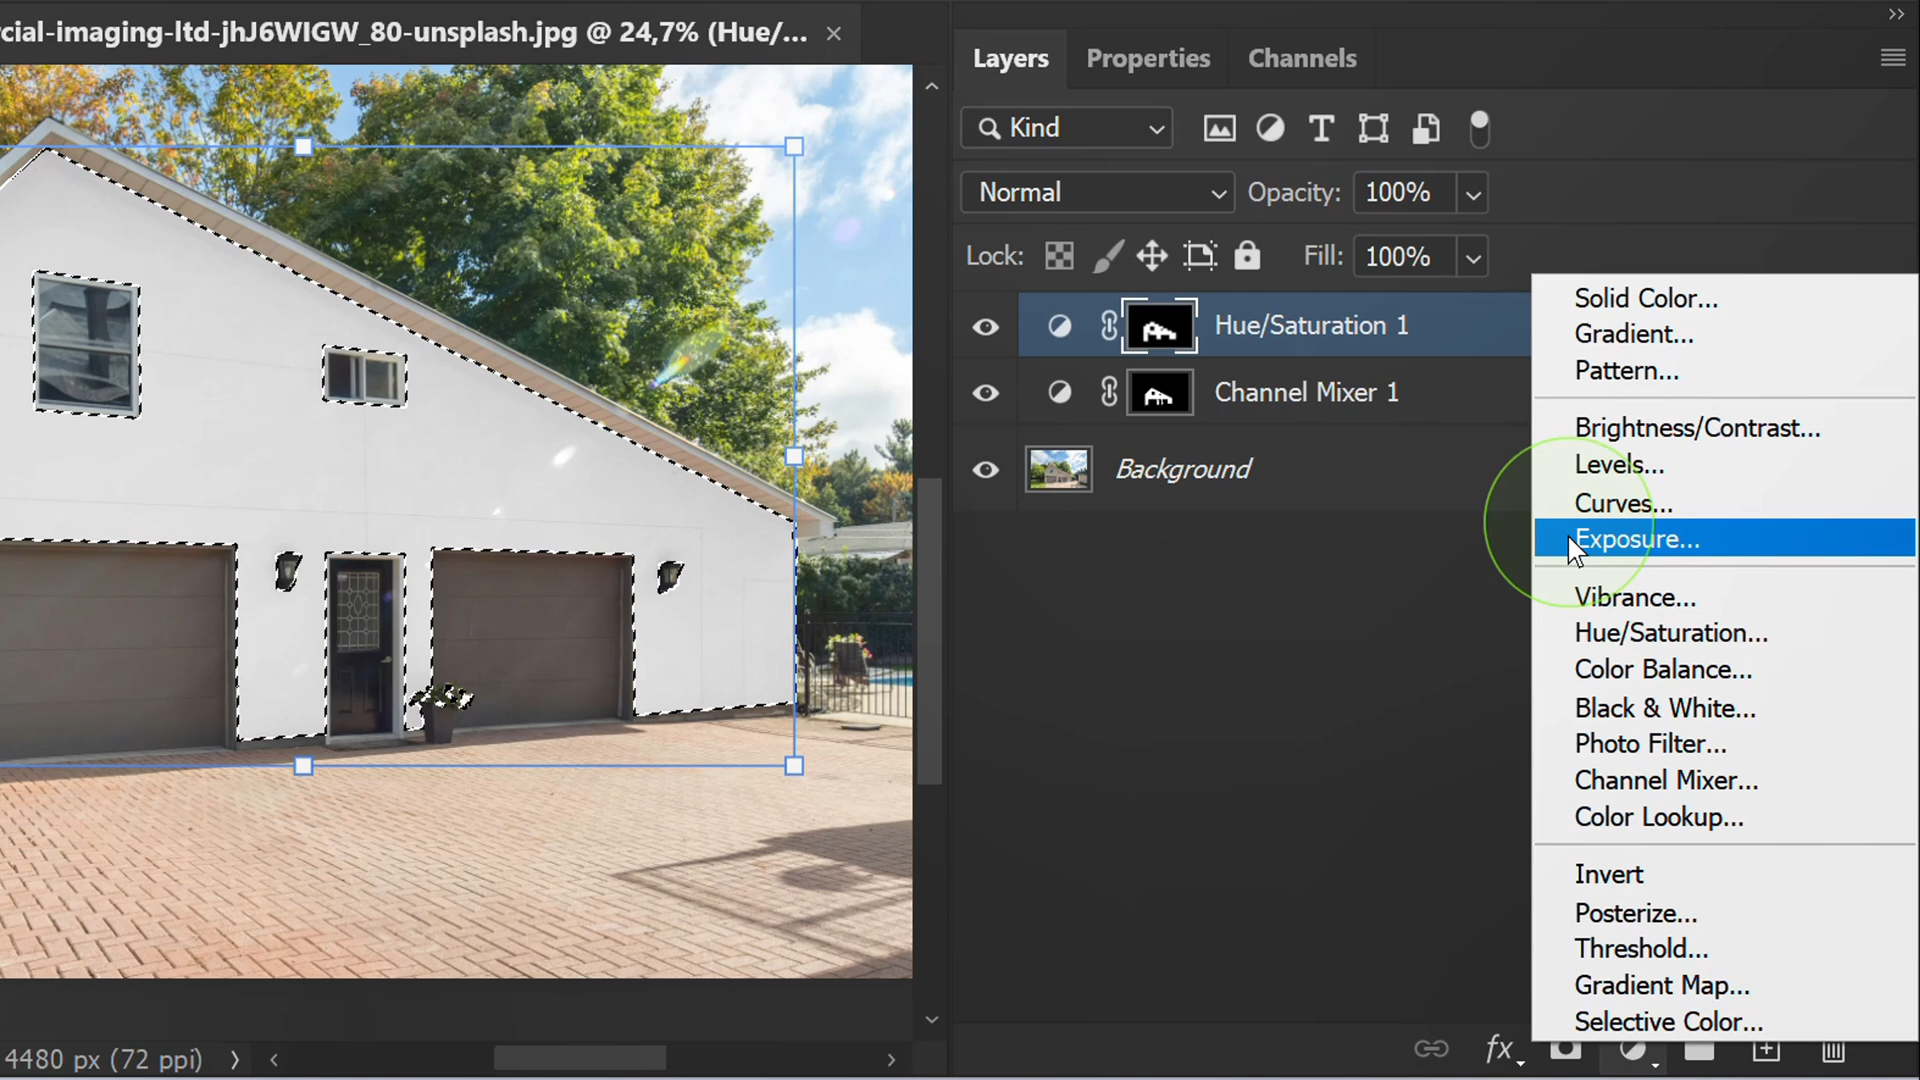 cial-imaging-ltd-jhJ6WIGW_80-unsplash.jpg @ 24,7% (Hue/...
Layers
Properties
Channels
Kind
Normal
Opacity:
100%
Lock:
Fill:
100%
Hue/Saturation 1
Channel Mixer 1
Background
Solid Color...
Gradient...
Pattern...
Brightness/Contrast...
Levels...
Curves...
Exposure...
Vibrance...
Hue/Saturation...
Color Balance...
Black & White...
Photo Filter...
Channel Mixer...
Color Lookup...
Invert
Posterize...
Threshold...
Gradient Map...
Selective Color...
4480 px (72 ppi)
fx